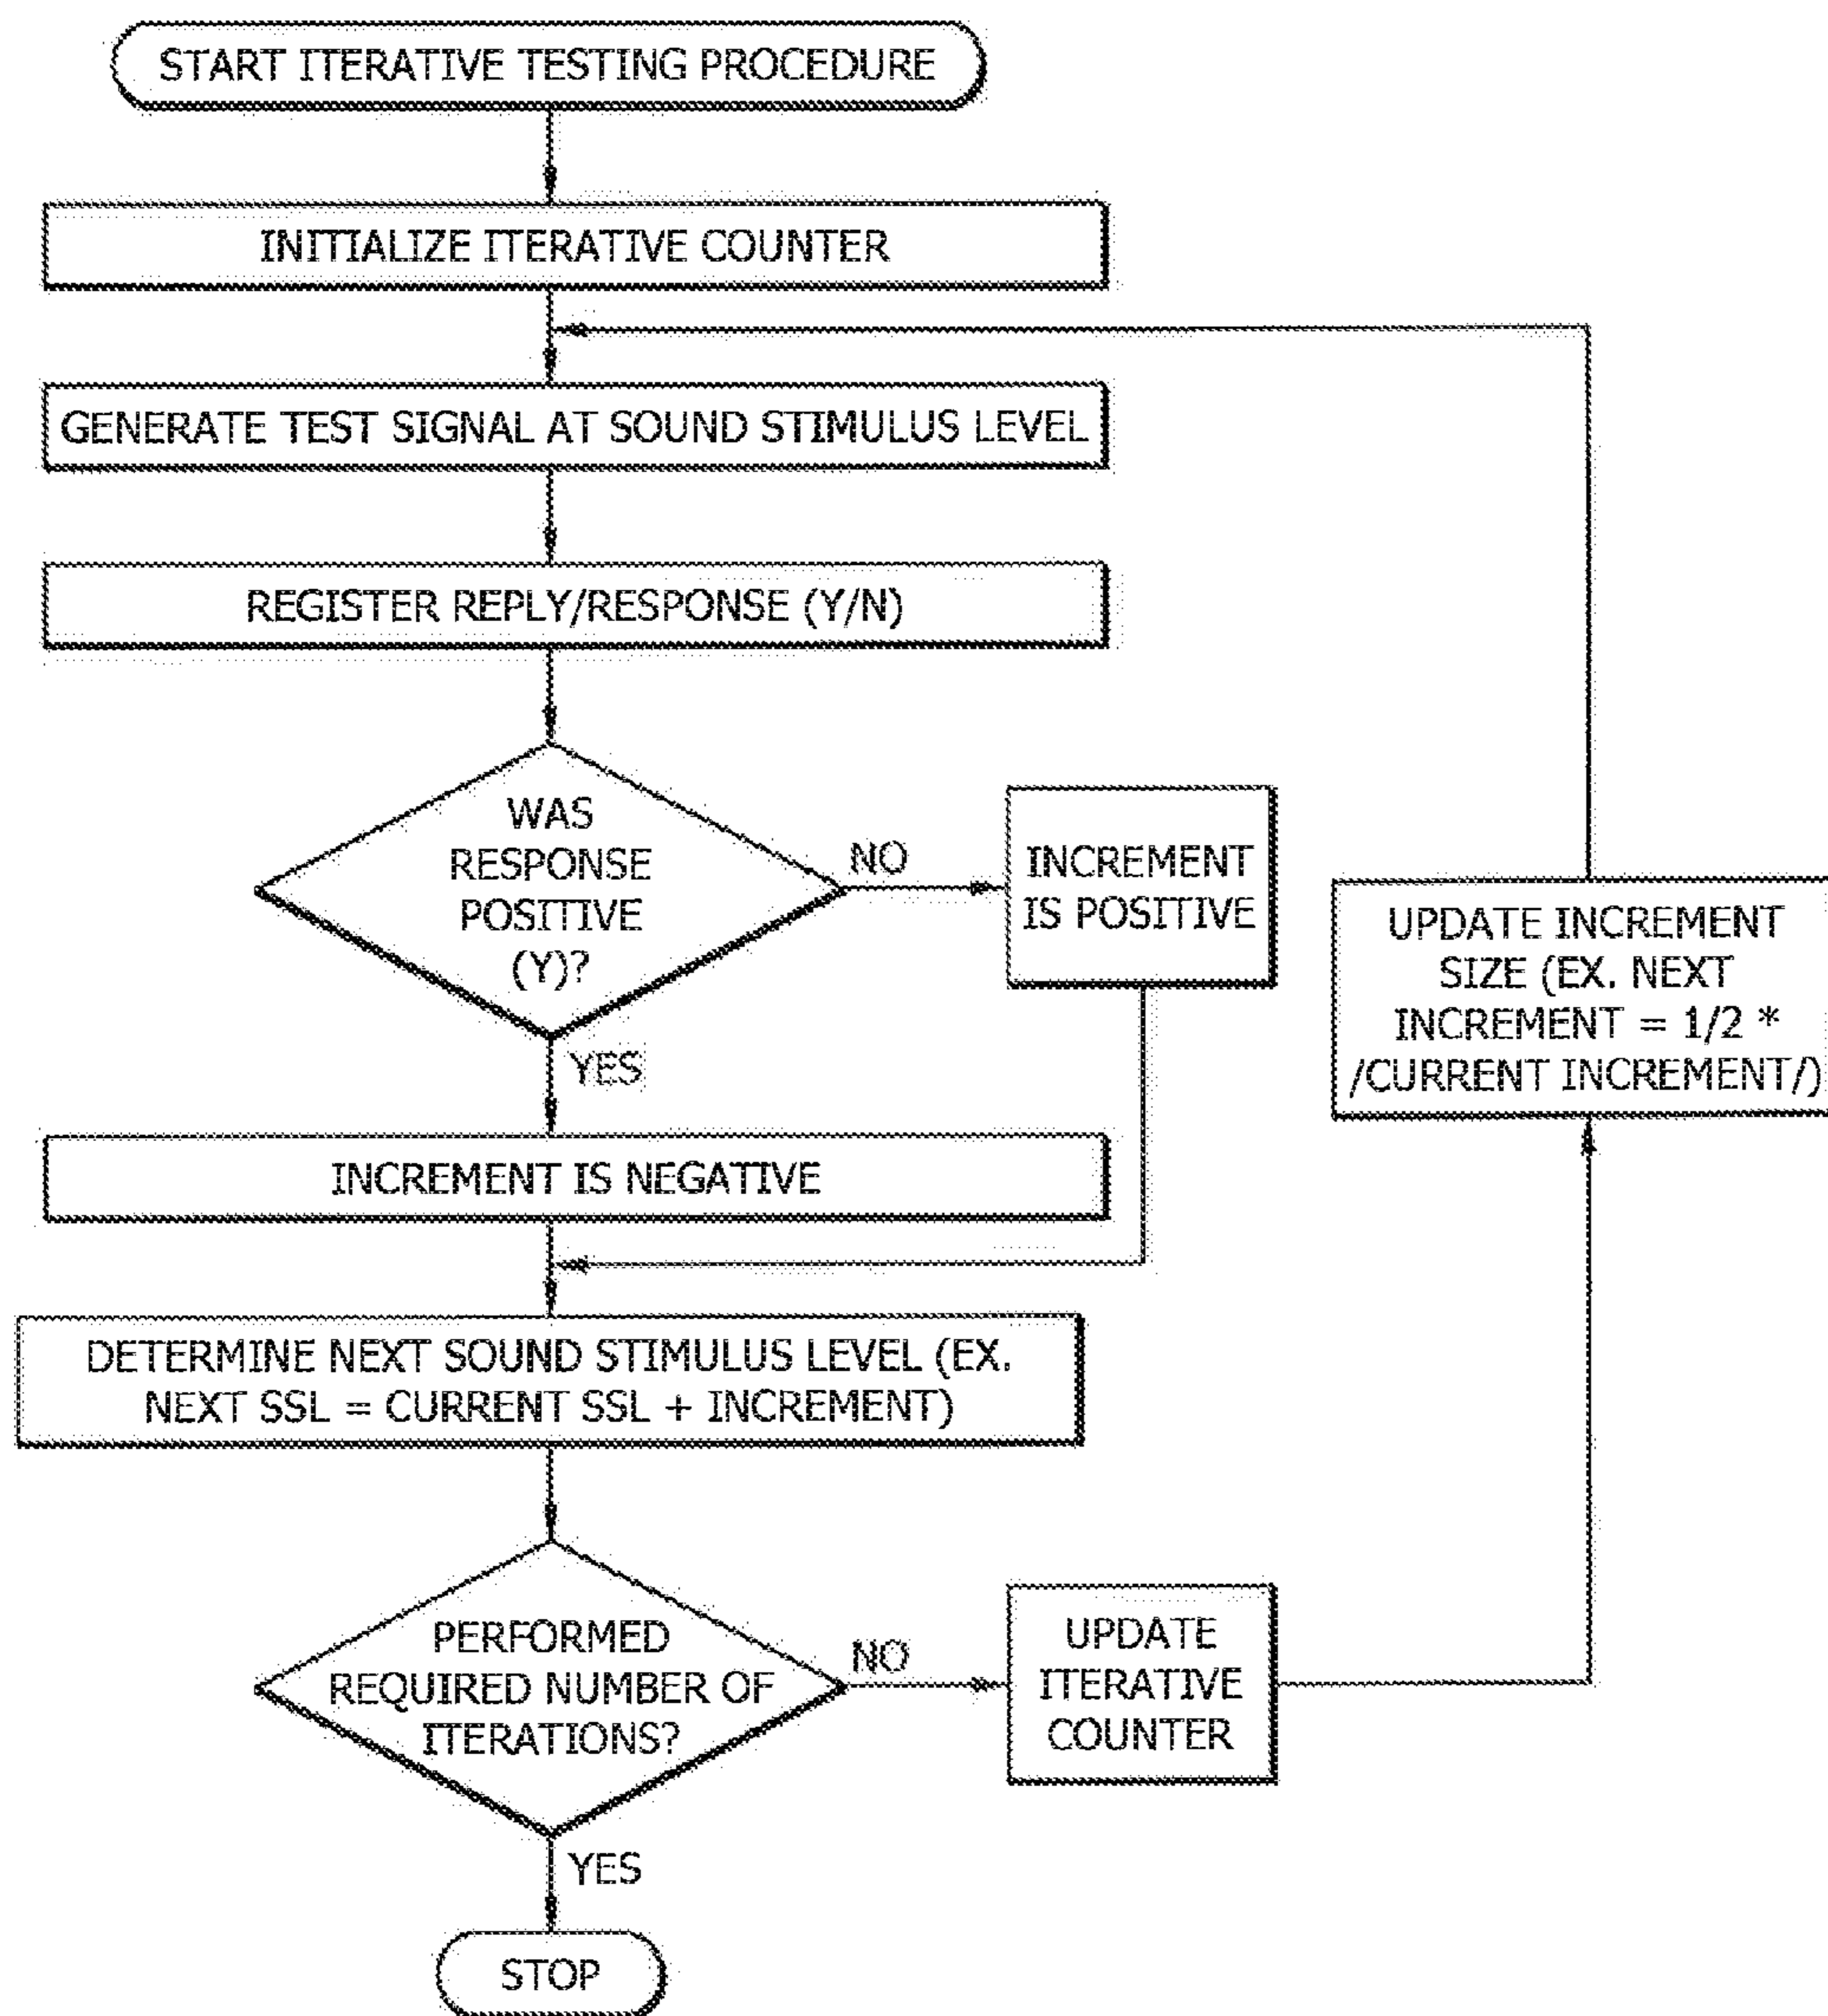 START ITERATIVE TESTING PROCEDURE
INITIALIZE ITERATIVE COUNTER
GENERATE TEST SIGNAL AT SOUND STIMULUS LEVEL
REGISTER REPLY/RESPONSE (Y/N)
WAS
RESPONSE
POSITIVE
(Y)?
NO
INCREMENT
IS POSITIVE
YES
INCREMENT IS NEGATIVE
DETERMINE NEXT SOUND STIMULUS LEVEL (EX.
NEXT SSL = CURRENT SSL + INCREMENT)
PERFORMED
REQUIRED NUMBER OF
ITERATIONS?
NO
UPDATE
ITERATIVE
COUNTER
UPDATE INCREMENT
SIZE (EX. NEXT
INCREMENT = 1/2 *
/CURRENT INCREMENT/)
YES
STOP